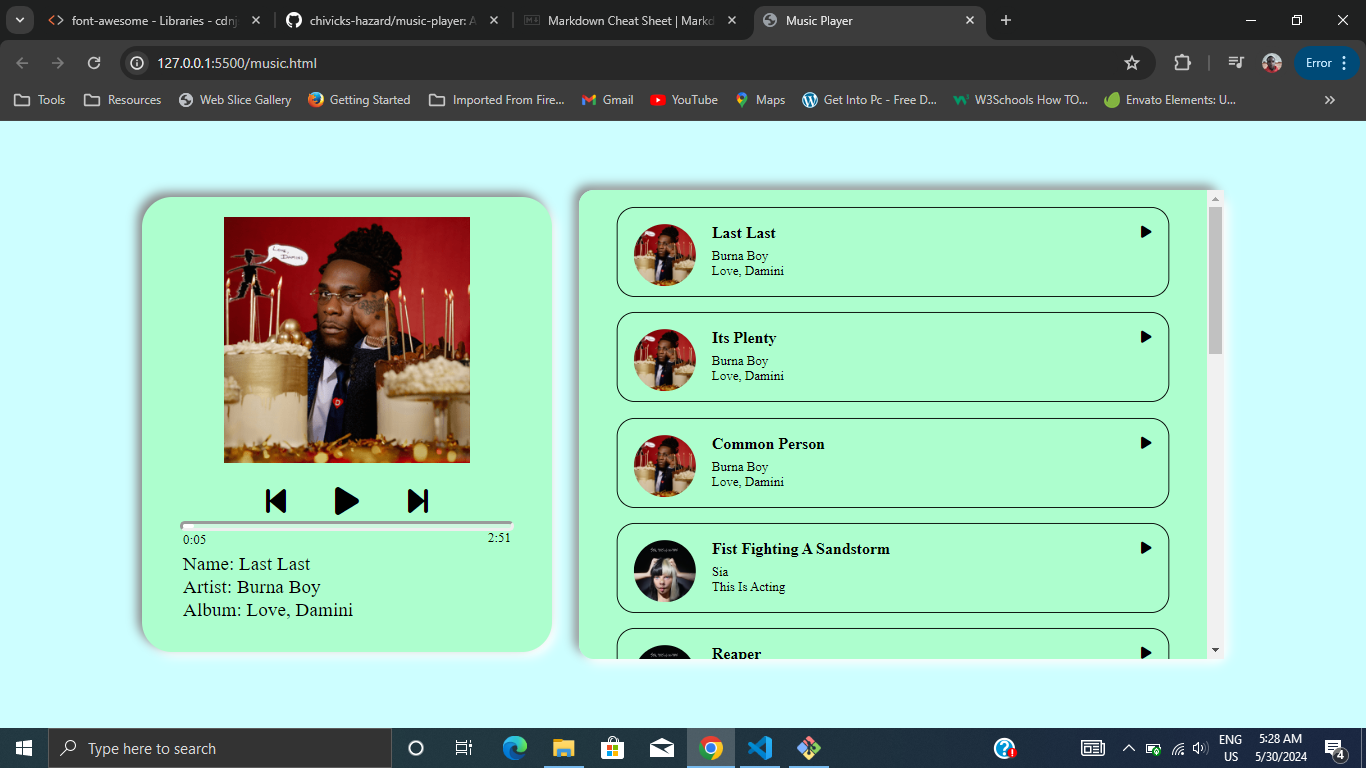 font-awesome - Libraries - cdnj
chivicks-hazard/music-player: A
Markdown Cheat Sheet | Markd
Music Player
127.0.0.1:5500/music.html
Error
Tools
Resources
Web Slice Gallery
Getting Started
Imported From Fire...
Gmail
YouTube
Maps
Get Into Pc - Free D...
W3Schools How TO...
Envato Elements: U...
Love, Damini
0:05
2:51
Name: Last Last
Artist: Burna Boy
Album: Love, Damini
Last Last
Burna Boy
Love, Damini
Its Plenty
Burna Boy
Love, Damini
Common Person
Burna Boy
Love, Damini
Fist Fighting A Sandstorm
Sia
This Is Acting
Reaper
Type here to search
ENG
US
5:28 AM
5/30/2024
4